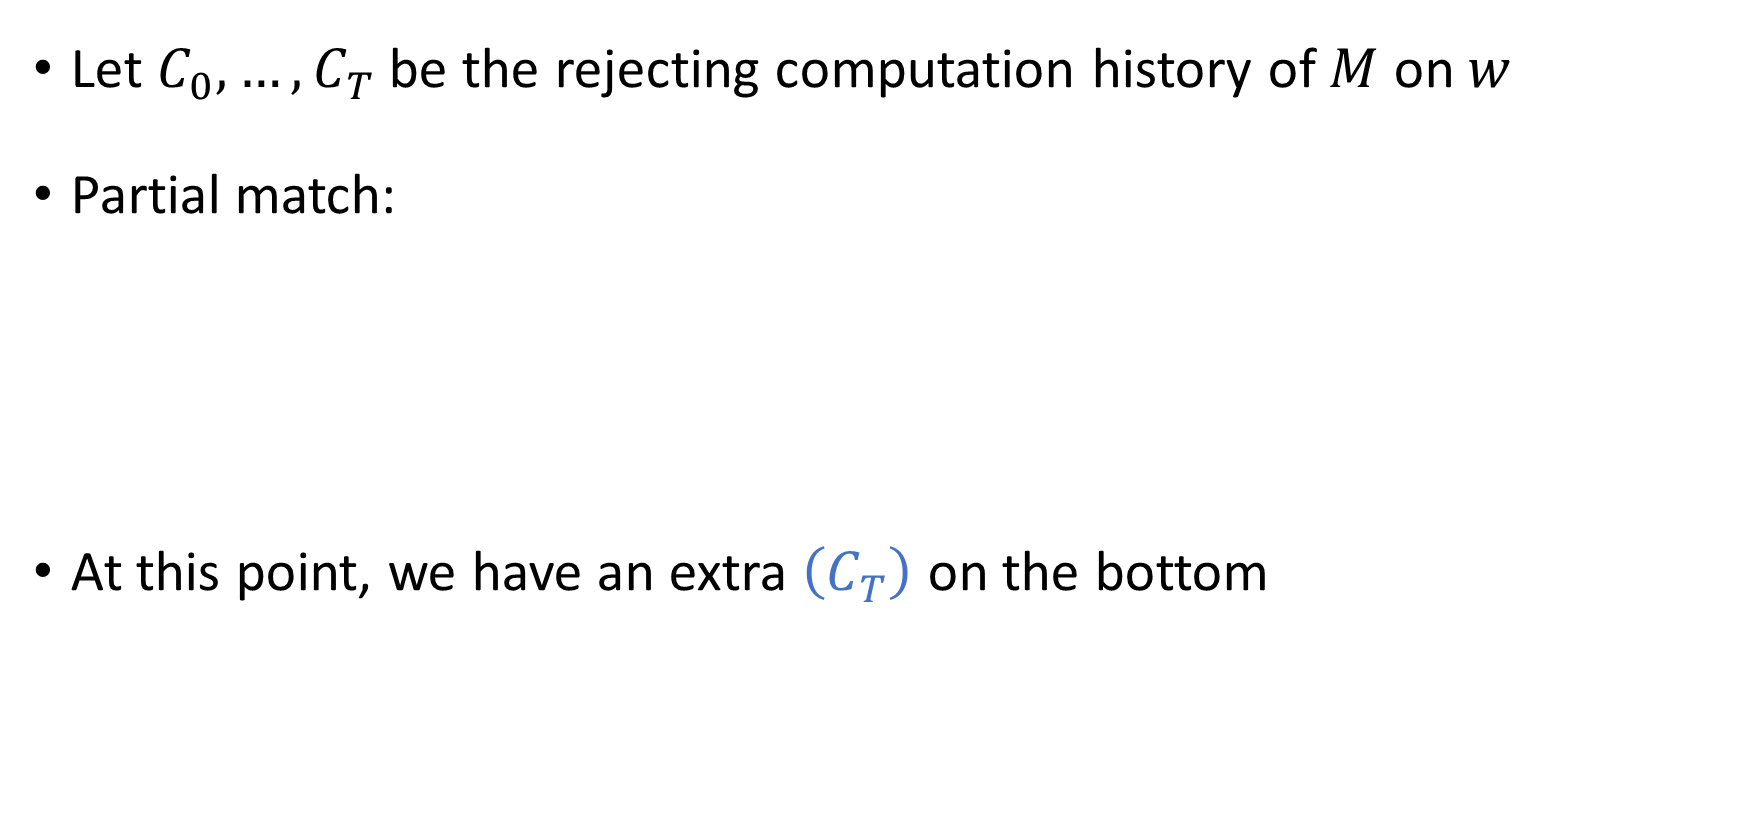 • Let C₀, … , C_T be the rejecting computation history of M on w
• Partial match:
• At this point, we have an extra (C_T) on the bottom